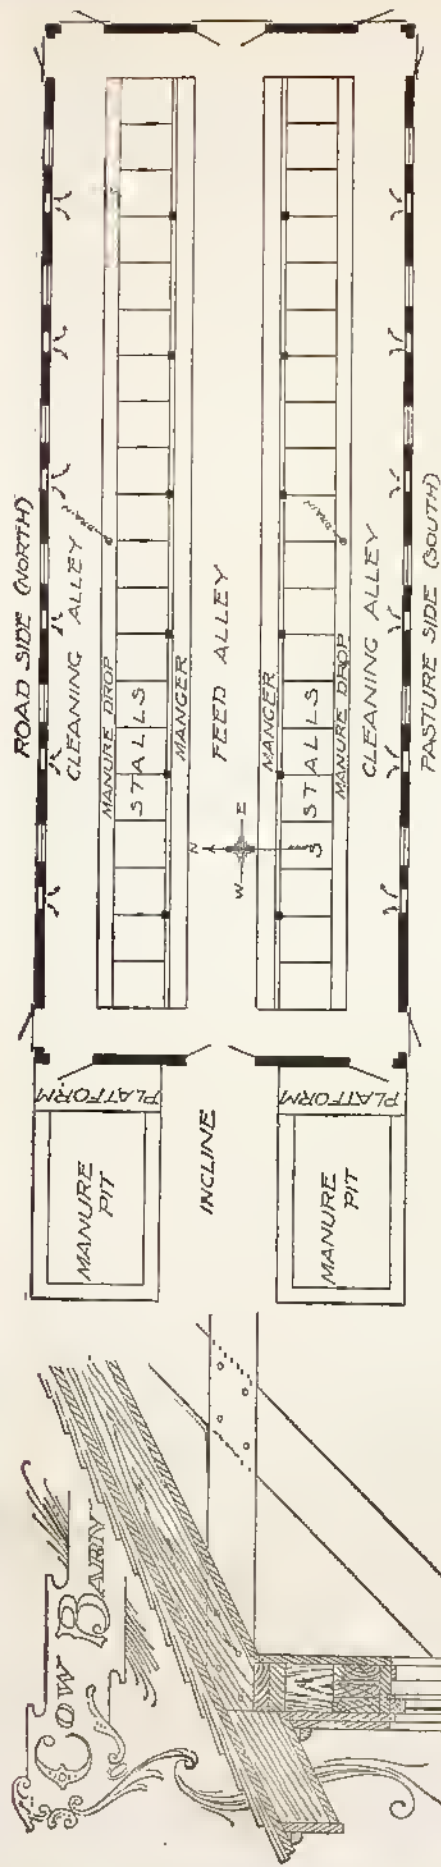 COW BARN
ROAD SIDE (NORTH)
CLEANING ALLEY
MANURE DROP
DRAIN
STALLS
MANGER
FEED ALLEY
N
E
W
S
MANGER
STALLS
MANURE DROP
DRAIN
CLEANING ALLEY
PASTURE SIDE (SOUTH)
PLATFORM
MANURE
PIT
INCLINE
PLATFORM
MANURE
PIT